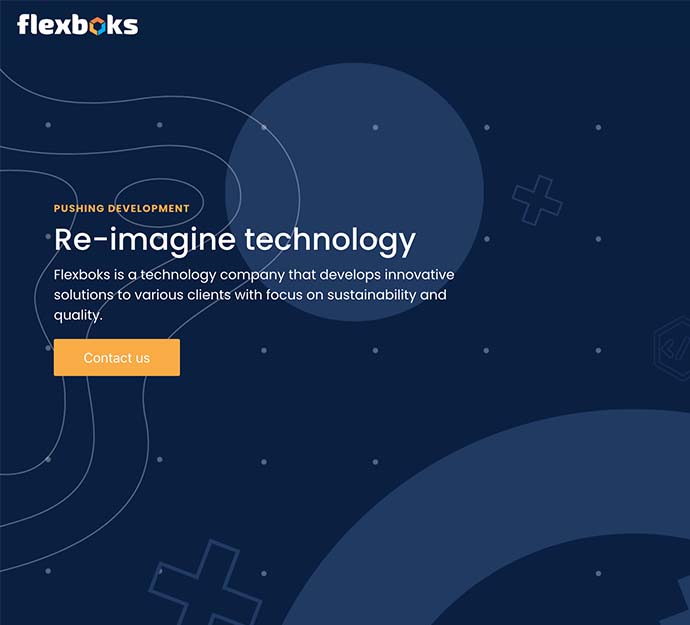 flexboks
PUSHING DEVELOPMENT
Re-imagine technology
Flexboks is a technology company that develops innovative
solutions to various clients with focus on sustainability and
quality.
Contact us